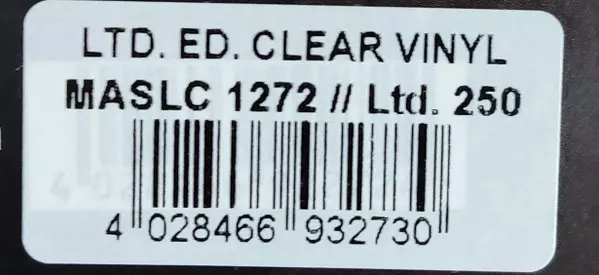 LTD. ED. CLEAR VINYL
MASLC 1272 // Ltd. 250
4 028466 932730